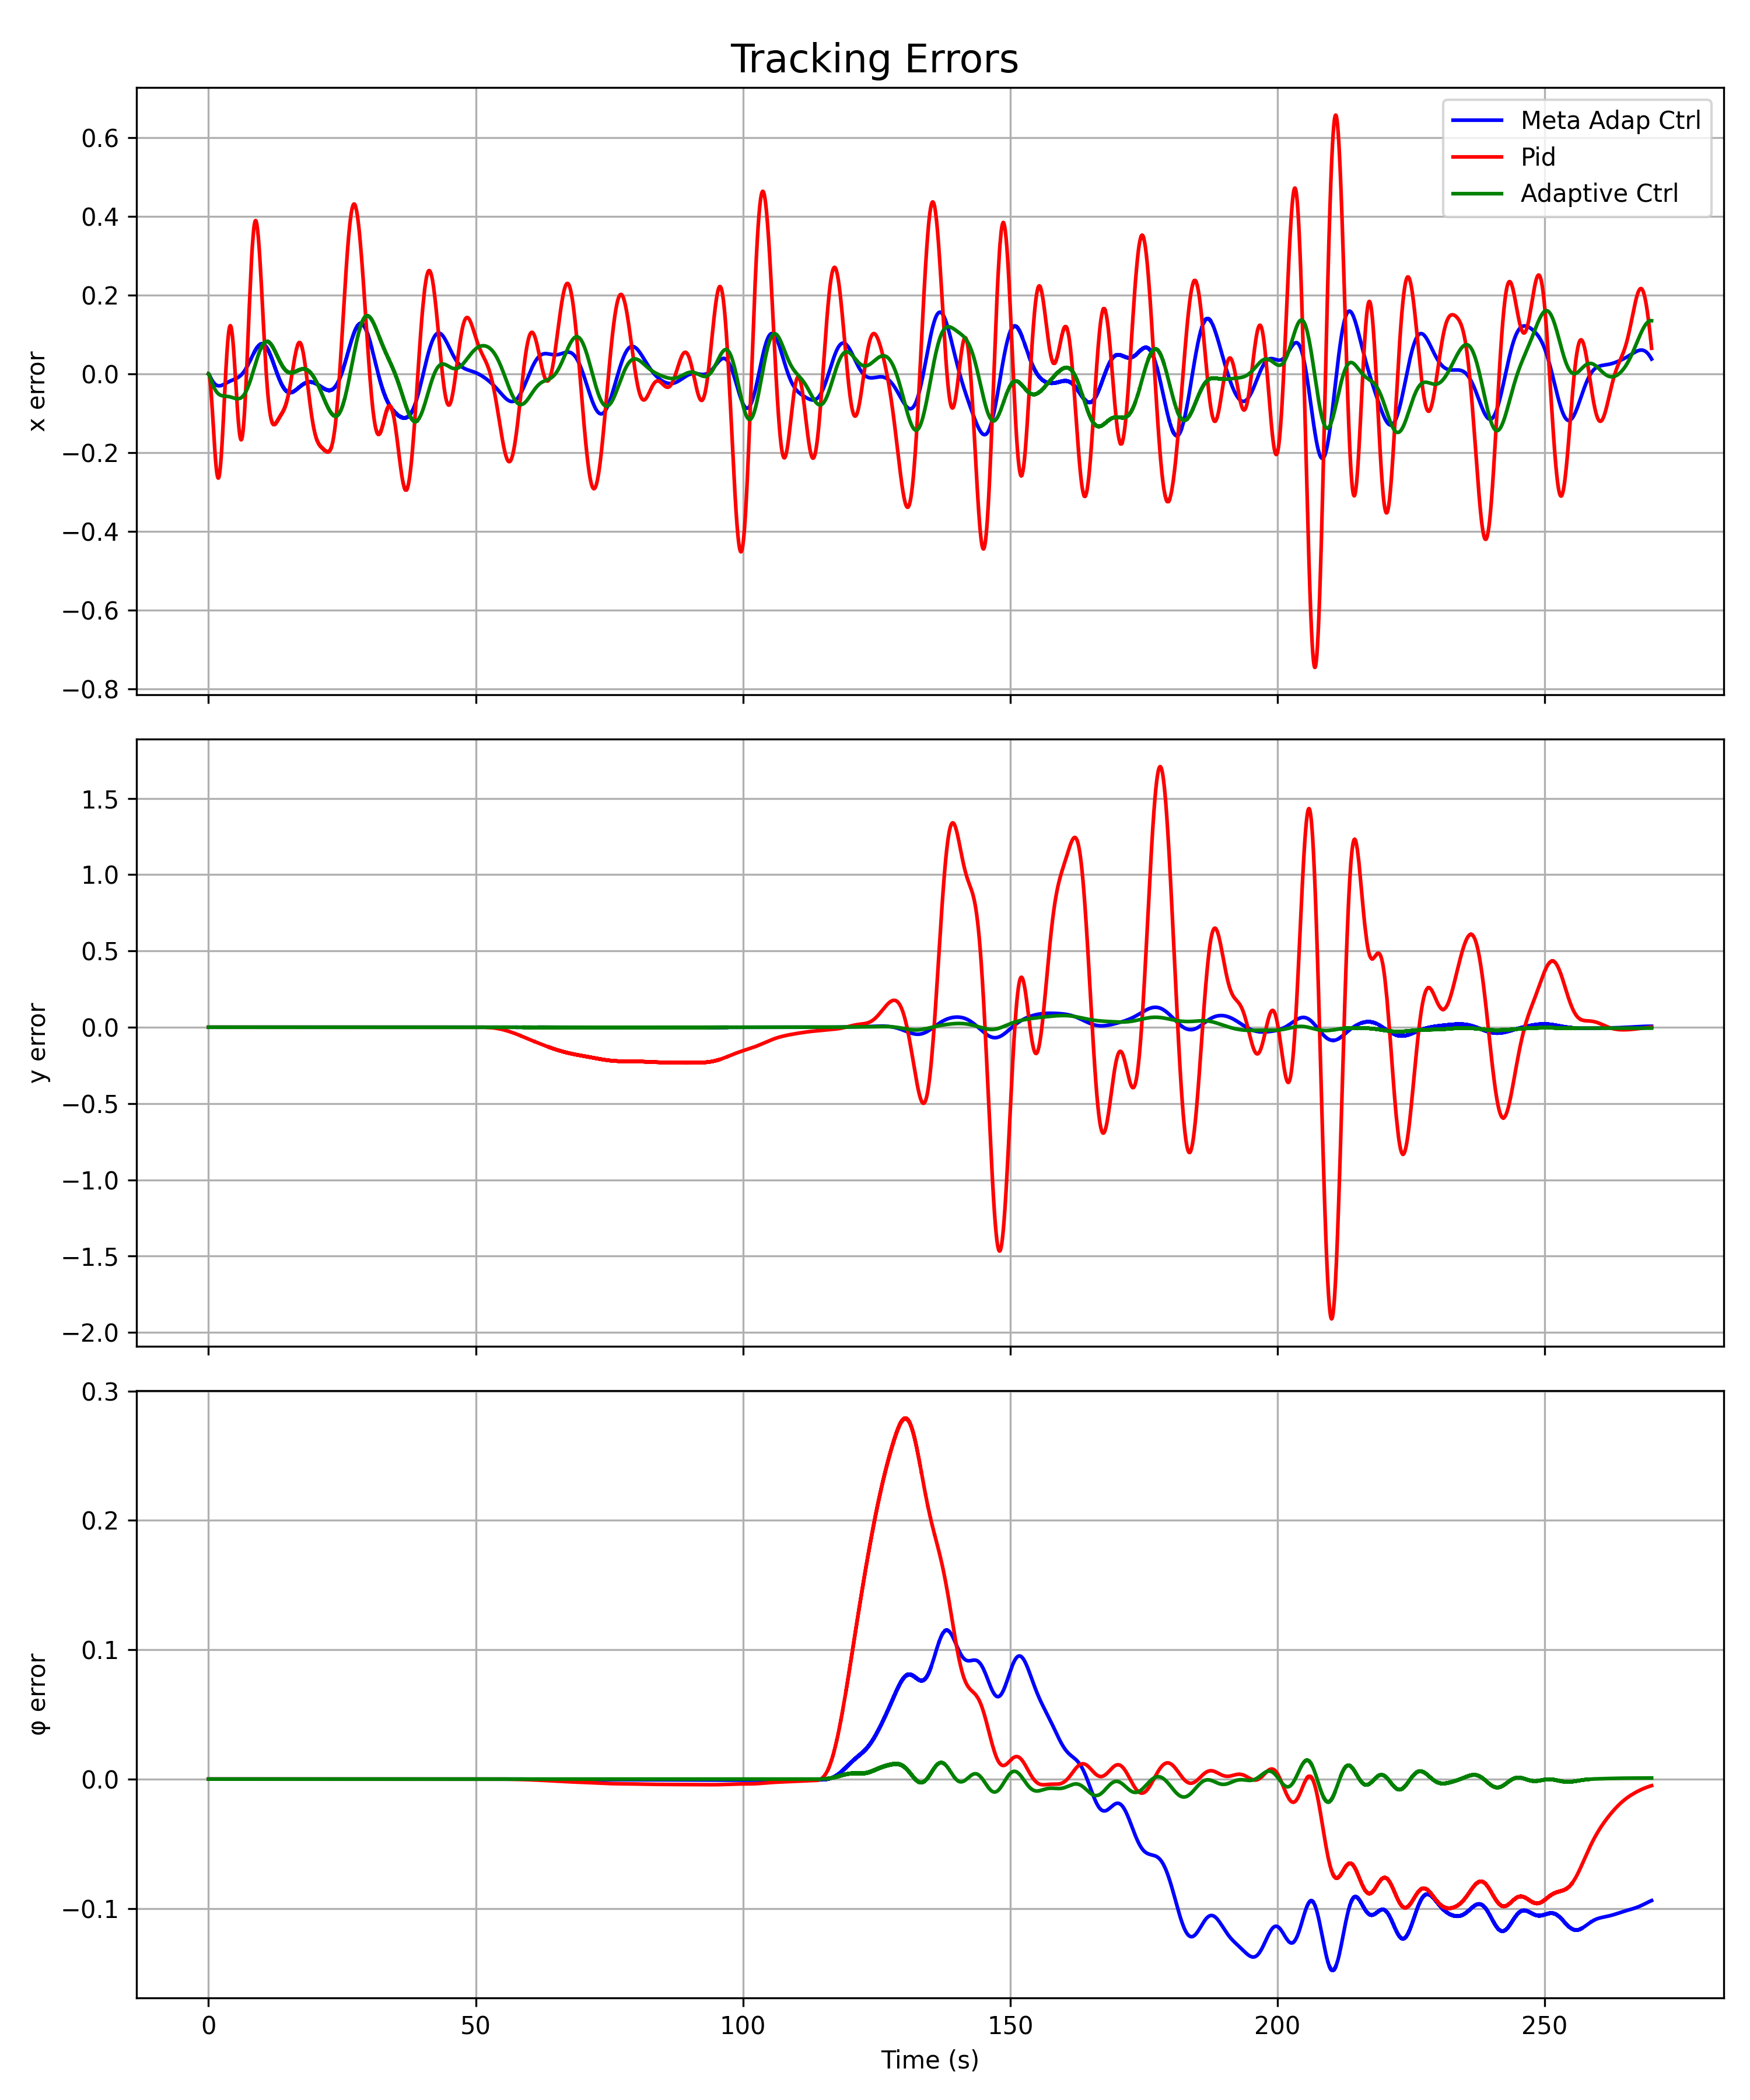 Tracking Errors
Meta Adap Ctrl
Pid
Adaptive Ctrl
x error
0.6
0.4
0.2
0.0
−0.2
−0.4
−0.6
−0.8
y error
1.5
1.0
0.5
0.0
−0.5
−1.0
−1.5
−2.0
φ error
0.3
0.2
0.1
0.0
−0.1
0 50 100 150 200 250
Time (s)